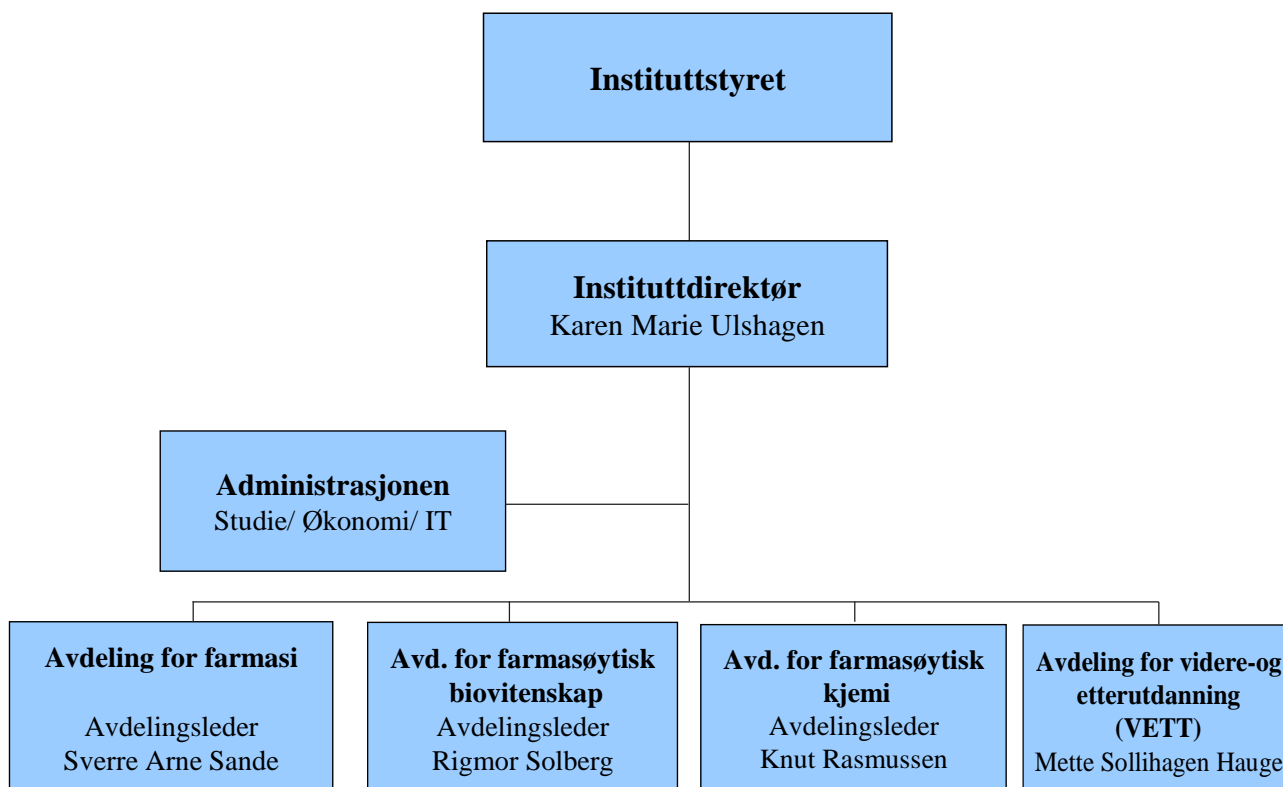 Instituttstyret
Instituttdirektør
Karen Marie Ulshagen
Administrasjonen
Studie/ Økonomi/ IT
Avdeling for farmasi
Avdelingsleder
Sverre Arne Sande
Avd. for farmasøytisk
biovitenskap
Avdelingsleder
Rigmor Solberg
Avd. for farmasøytisk
kjemi
Avdelingsleder
Knut Rasmussen
Avdeling for videre-og
etterutdanning
(VETT)
Mette Sollihagen Hauge